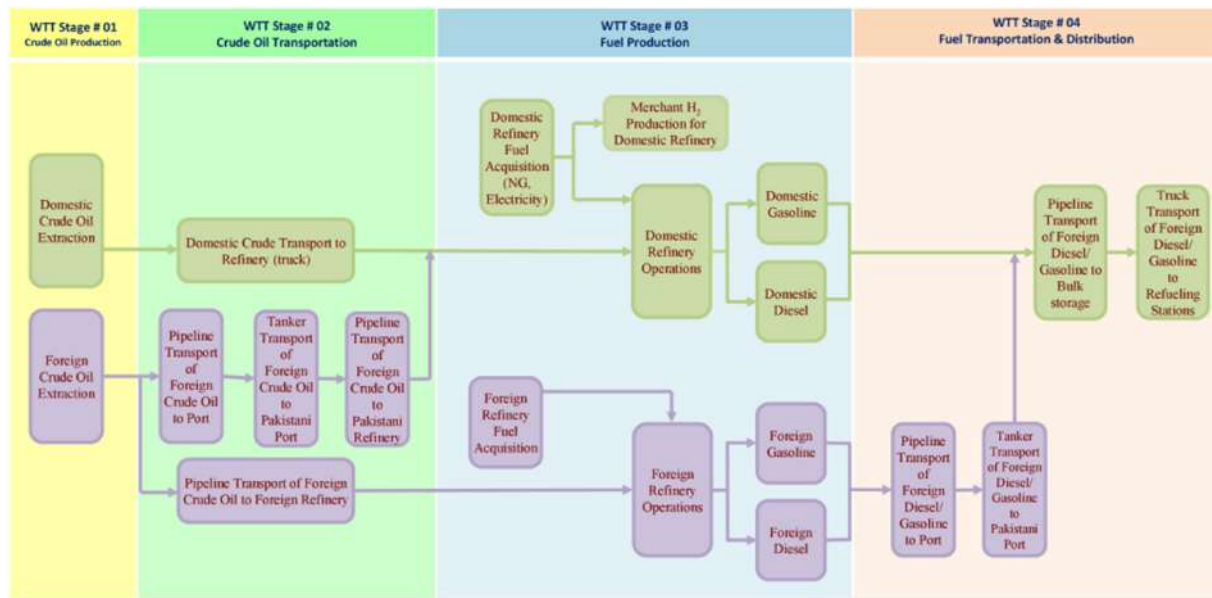 WTT Stage # 01
Crude Oil Production
WTT Stage # 02
Crude Oil Transportation
WTT Stage # 03
Fuel Production
WTT Stage # 04
Fuel Transportation & Distribution
Domestic
Crude Oil
Extraction
Domestic Crude Transport to
Refinery (truck)
Domestic
Refinery
Fuel
Acquisition
(NG,
Electricity)
Merchant H2
Production for
Domestic Refinery
Domestic
Refinery
Operations
Domestic
Gasoline
Domestic
Diesel
Pipeline
Transport
of Foreign
Diesel/
Gasoline to
Bulk
storage
Truck
Transport
of Foreign
Diesel/
Gasoline
to
Refueling
Stations
Foreign
Crude Oil
Extraction
Pipeline
Transport
of
Foreign
Crude Oil
to Port
Tanker
Transport
of
Foreign
Crude Oil
to
Pakistani
Port
Pipeline
Transport
of
Foreign
Crude Oil
to
Pakistani
Refinery
Pipeline Transport of Foreign
Crude Oil to Foreign Refinery
Foreign
Refinery
Fuel
Acquisition
Foreign
Refinery
Operations
Foreign
Gasoline
Foreign
Diesel
Pipeline
Transport
of
Foreign
Diesel/
Gasoline
to Port
Tanker
Transport
of Foreign
Diesel/
Gasoline
to
Pakistani
Port